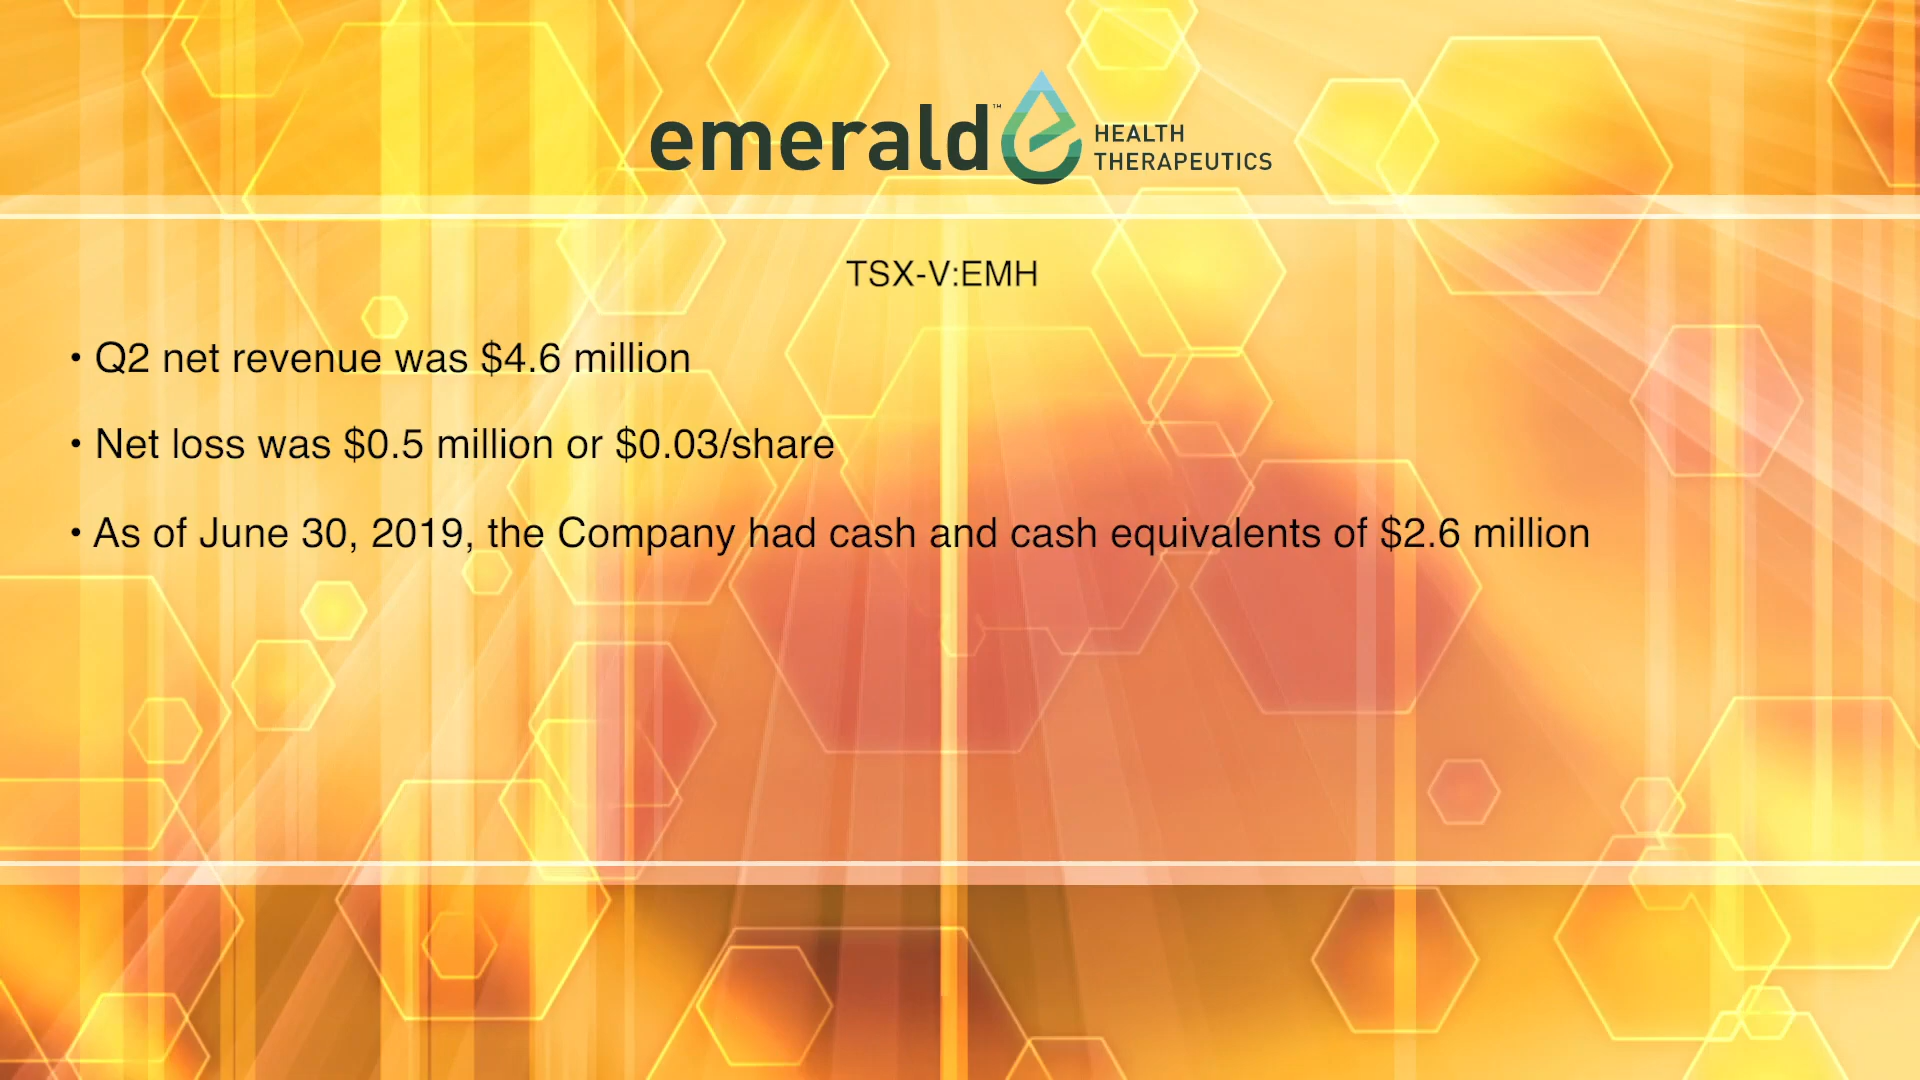 emerald™
HEALTH
THERAPEUTICS
TSX-V:EMH
• Q2 net revenue was $4.6 million
• Net loss was $0.5 million or $0.03/share
• As of June 30, 2019, the Company had cash and cash equivalents of $2.6 million